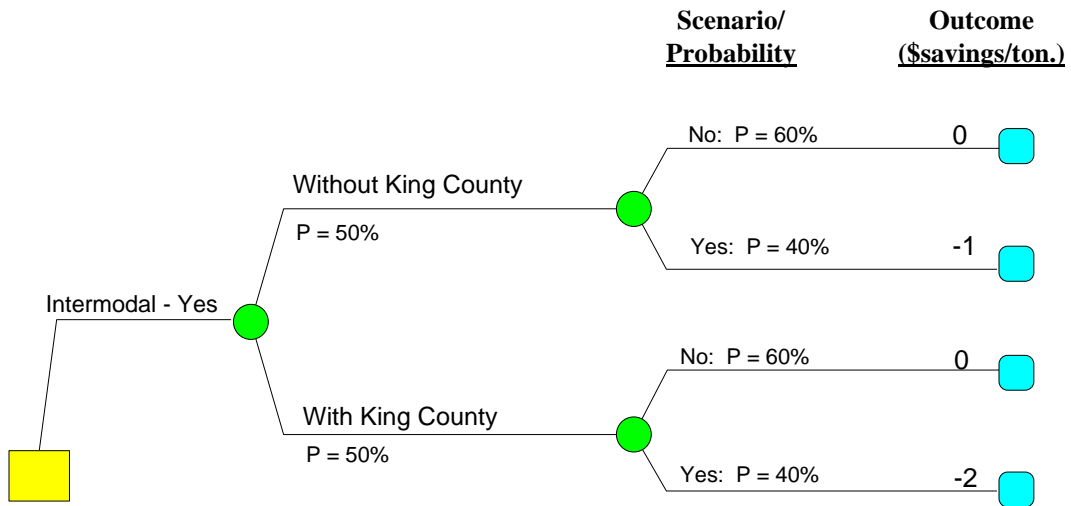 Scenario/ Outcome
Probability ($savings/ton.)
No: P = 60% 0
Without King County
P = 50%
Yes: P = 40% -1
Intermodal - Yes
No: P = 60% 0
With King County
P = 50%
Yes: P = 40% -2